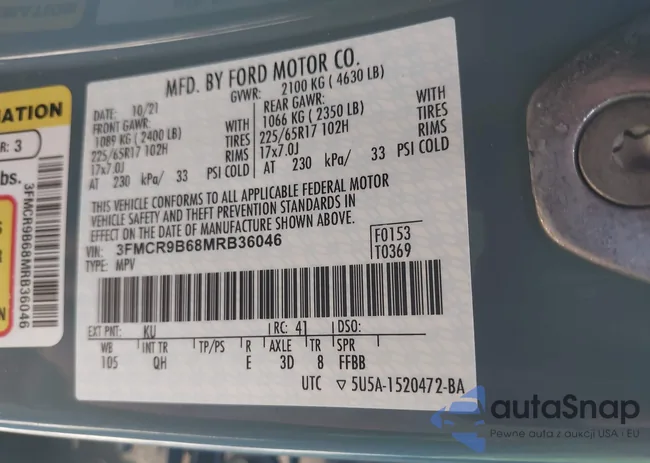 MFD. BY FORD MOTOR CO.
DATE: 10/21 GVWR: 2100 KG ( 4630 LB)
FRONT GAWR: REAR GAWR:
1089 KG ( 2400 LB) WITH 1066 KG ( 2350 LB) WITH
225/65R17 102H TIRES 225/65R17 102H TIRES
17x7.0J RIMS 17x7.0J RIMS
AT 230 kPa/ 33 PSI COLD AT 230 kPa/ 33 PSI COLD
THIS VEHICLE CONFORMS TO ALL APPLICABLE FEDERAL MOTOR
VEHICLE SAFETY AND THEFT PREVENTION STANDARDS IN
EFFECT ON THE DATE OF MANUFACTURE SHOWN ABOVE.
VIN: 3FMCR9B68MRB36046 F0153
TYPE: MPV T0369
EXT PNT: KU RC: 41 DSO:
WB INT TR TP/PS R AXLE TR SPR
105 QH E 3D 8 FFBB
UTC ▽ 5U5A-1520472-BA
MATION
R: 3
bs.
3FMCR9B68MRB36046
N
autaSnap
Pewne auta z aukcji USA - EU